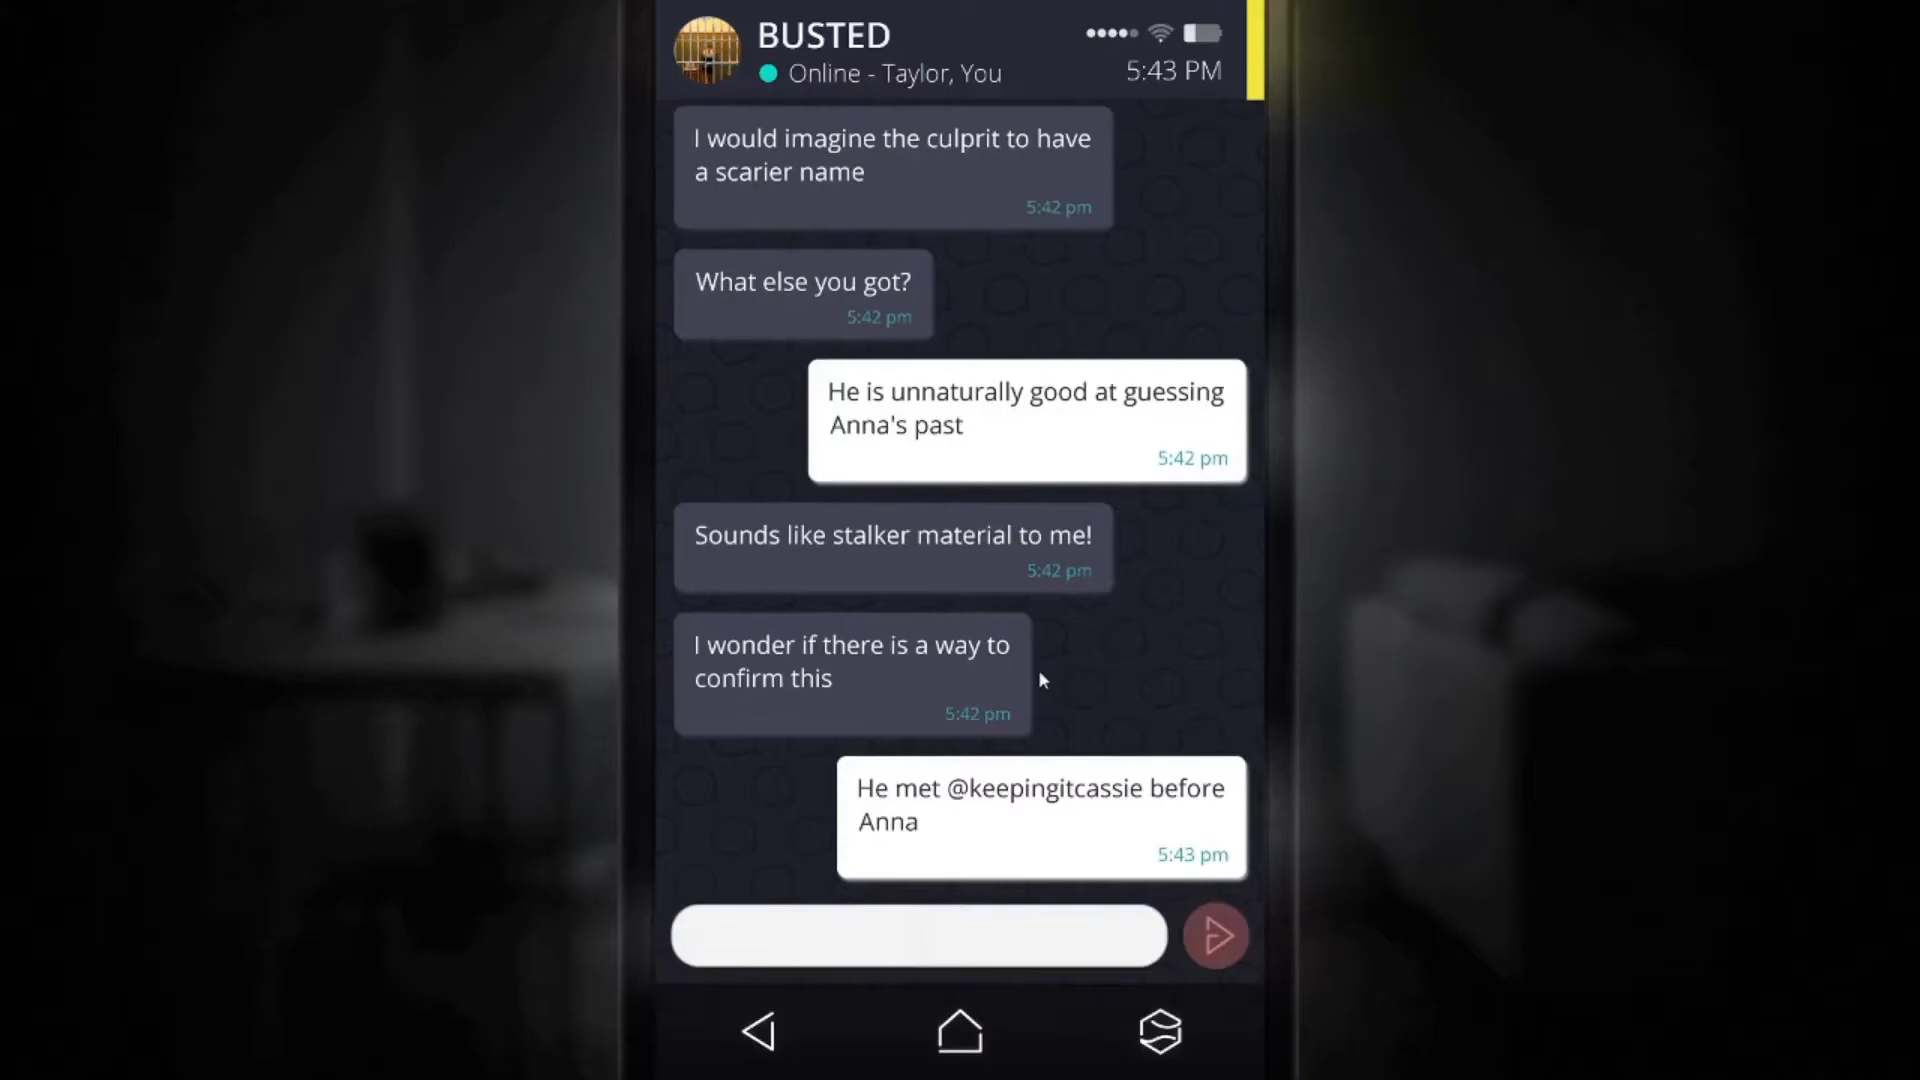 BUSTED
Online - Taylor, You
5:43 PM
I would imagine the culprit to have
a scarier name
5:42 pm
What else you got?
5:42 pm
He is unnaturally good at guessing
Anna's past
5:42 pm
Sounds like stalker material to me!
5:42 pm
I wonder if there is a way to
confirm this
5:42 pm
He met @keepingitcassie before
Anna
5:43 pm